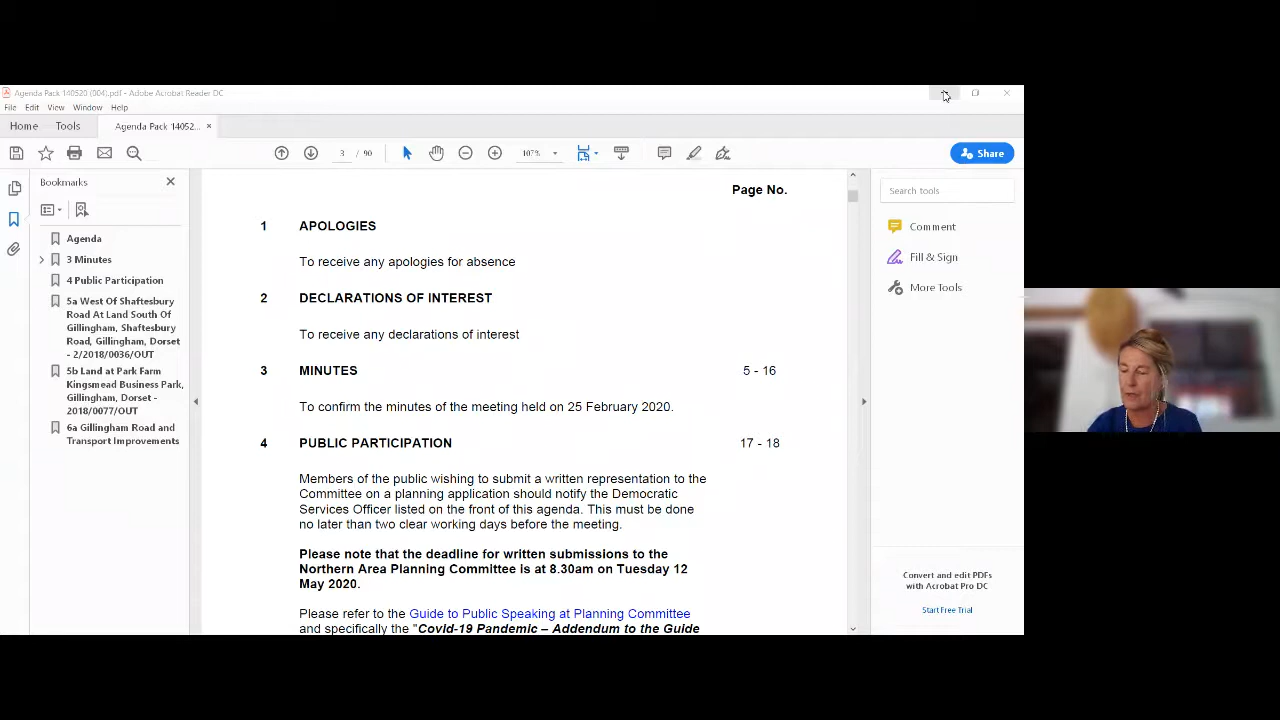 Agenda Pack 140520 (004).pdf - Adobe Acrobat Reader DC
File Edit View Window Help
Home Tools Agenda Pack 14052... ×
3 / 90 107% Share
Bookmarks
Agenda
3 Minutes
4 Public Participation
5a West Of Shaftesbury
Road At Land South Of
Gillingham, Shaftesbury
Road, Gillingham, Dorset
- 2/2018/0036/OUT
5b Land at Park Farm
Kingsmead Business Park,
Gillingham, Dorset -
2018/0077/OUT
6a Gillingham Road and
Transport Improvements
Page No.
1 APOLOGIES
To receive any apologies for absence
2 DECLARATIONS OF INTEREST
To receive any declarations of interest
3 MINUTES 5 - 16
To confirm the minutes of the meeting held on 25 February 2020.
4 PUBLIC PARTICIPATION 17 - 18
Members of the public wishing to submit a written representation to the
Committee on a planning application should notify the Democratic
Services Officer listed on the front of this agenda. This must be done
no later than two clear working days before the meeting.
Please note that the deadline for written submissions to the
Northern Area Planning Committee is at 8.30am on Tuesday 12
May 2020.
Please refer to the Guide to Public Speaking at Planning Committee
and specifically the "Covid-19 Pandemic – Addendum to the Guide
Search tools
Comment
Fill & Sign
More Tools
Convert and edit PDFs
with Acrobat Pro DC
Start Free Trial